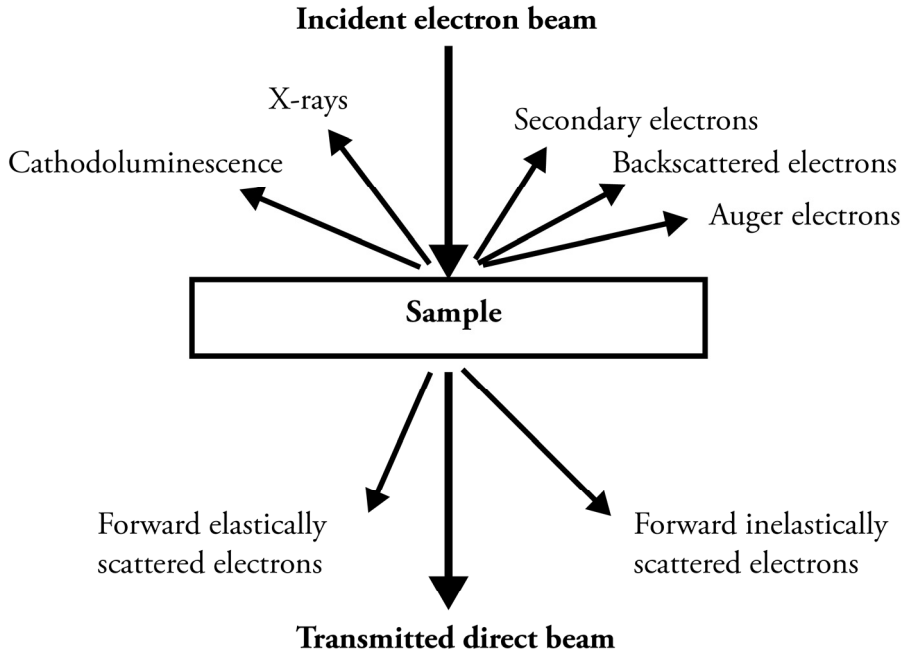 Incident electron beam
X-rays
Secondary electrons
Cathodoluminescence
Backscattered electrons
Auger electrons
Sample
Forward elastically
scattered electrons
Forward inelastically
scattered electrons
Transmitted direct beam